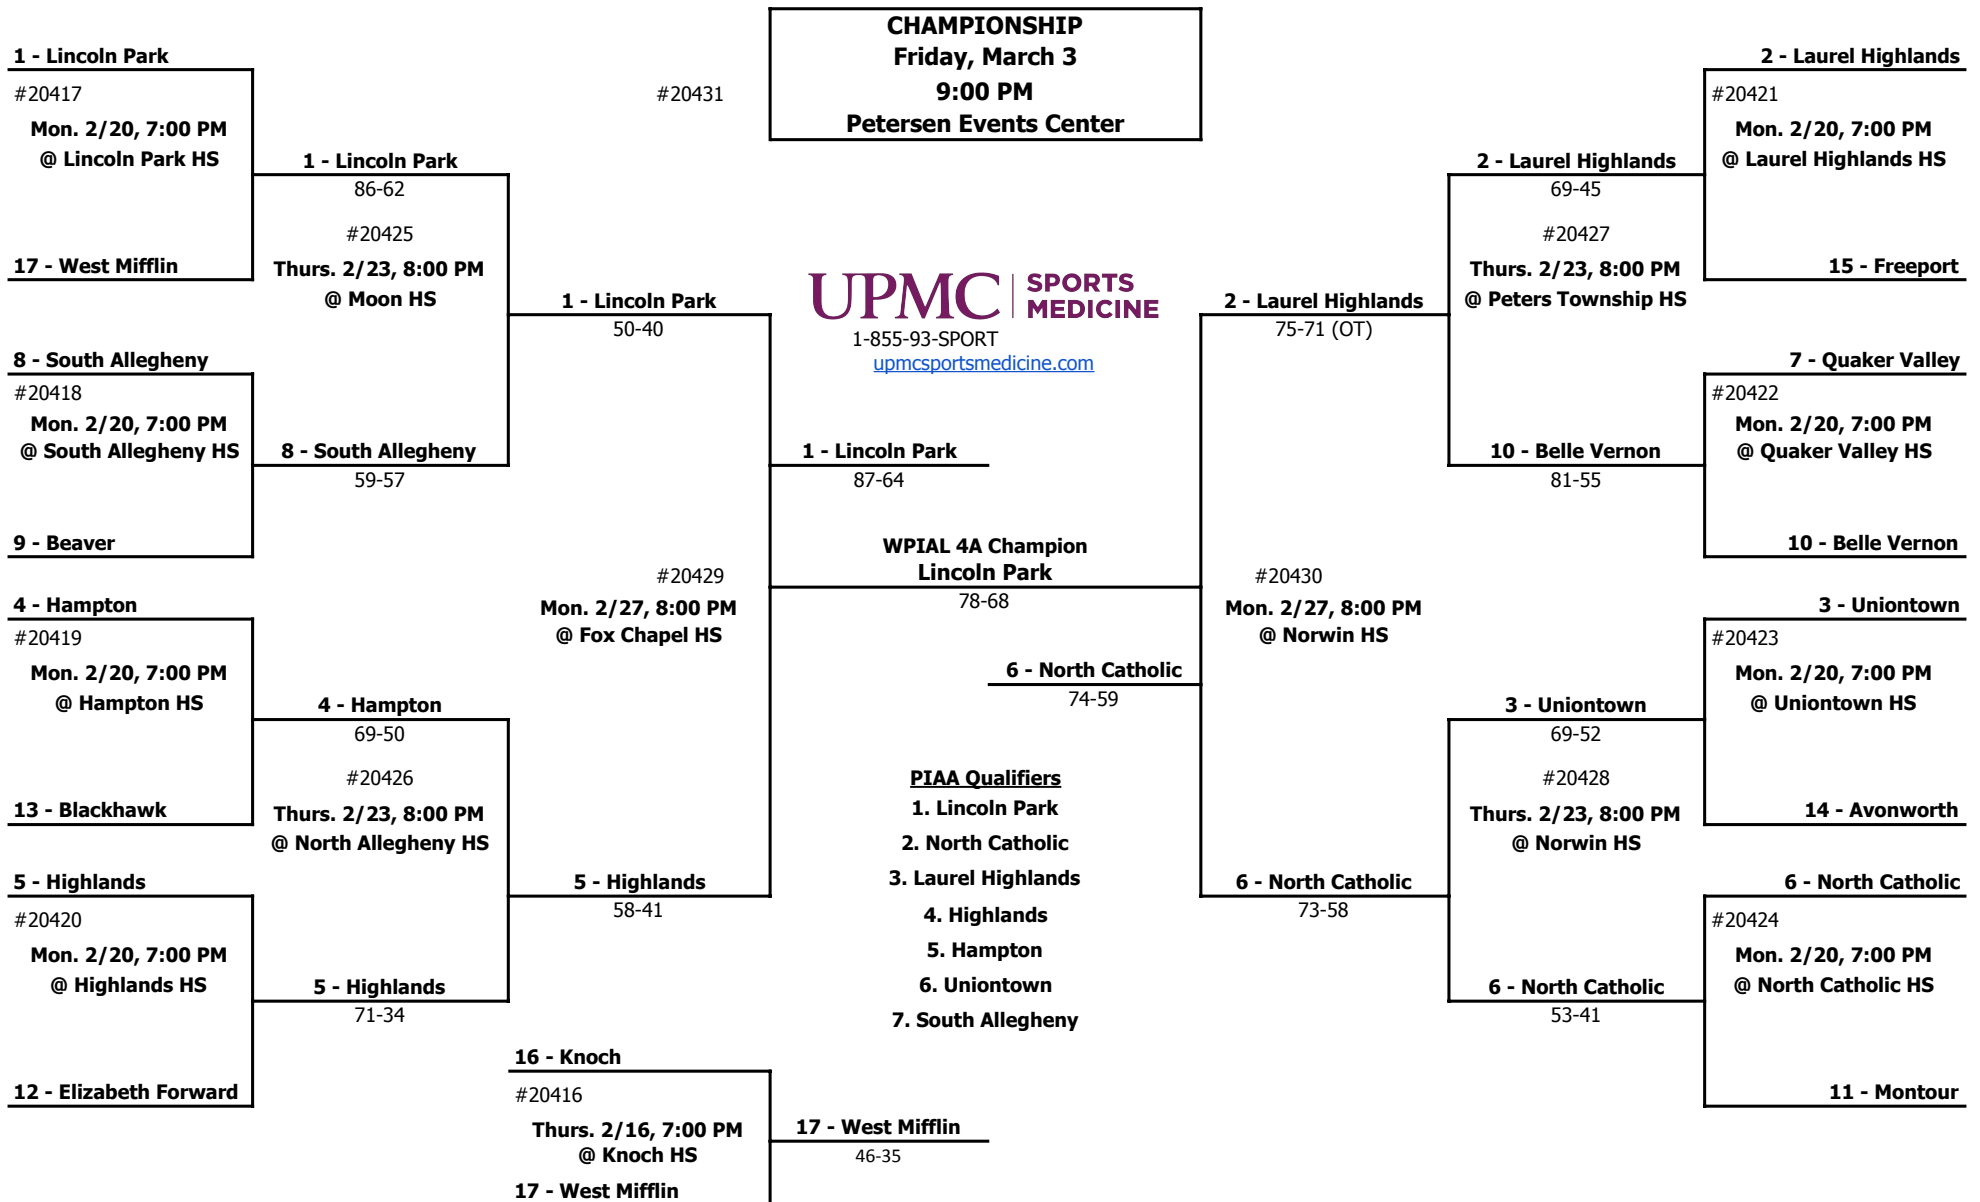 CHAMPIONSHIP
Friday, March 3
9:00 PM
Petersen Events Center
#20431
1 - Lincoln Park
#20417
Mon. 2/20, 7:00 PM
@ Lincoln Park HS
17 - West Mifflin
8 - South Allegheny
#20418
Mon. 2/20, 7:00 PM
@ South Allegheny HS
9 - Beaver
4 - Hampton
#20419
Mon. 2/20, 7:00 PM
@ Hampton HS
13 - Blackhawk
5 - Highlands
#20420
Mon. 2/20, 7:00 PM
@ Highlands HS
12 - Elizabeth Forward
1 - Lincoln Park
86-62
#20425
Thurs. 2/23, 8:00 PM
@ Moon HS
8 - South Allegheny
59-57
4 - Hampton
69-50
#20426
Thurs. 2/23, 8:00 PM
@ North Allegheny HS
5 - Highlands
71-34
1 - Lincoln Park
50-40
#20429
Mon. 2/27, 8:00 PM
@ Fox Chapel HS
5 - Highlands
58-41
16 - Knoch
#20416
Thurs. 2/16, 7:00 PM
@ Knoch HS
17 - West Mifflin
17 - West Mifflin
46-35
UPMC SPORTS
MEDICINE
1-855-93-SPORT
upmcsportsmedicine.com
1 - Lincoln Park
87-64
WPIAL 4A Champion
Lincoln Park
78-68
6 - North Catholic
74-59
PIAA Qualifiers
1. Lincoln Park
2. North Catholic
3. Laurel Highlands
4. Highlands
5. Hampton
6. Uniontown
7. South Allegheny
2 - Laurel Highlands
75-71 (OT)
#20430
Mon. 2/27, 8:00 PM
@ Norwin HS
6 - North Catholic
73-58
2 - Laurel Highlands
69-45
#20427
Thurs. 2/23, 8:00 PM
@ Peters Township HS
10 - Belle Vernon
81-55
3 - Uniontown
69-52
#20428
Thurs. 2/23, 8:00 PM
@ Norwin HS
6 - North Catholic
53-41
2 - Laurel Highlands
#20421
Mon. 2/20, 7:00 PM
@ Laurel Highlands HS
15 - Freeport
7 - Quaker Valley
#20422
Mon. 2/20, 7:00 PM
@ Quaker Valley HS
10 - Belle Vernon
3 - Uniontown
#20423
Mon. 2/20, 7:00 PM
@ Uniontown HS
14 - Avonworth
6 - North Catholic
#20424
Mon. 2/20, 7:00 PM
@ North Catholic HS
11 - Montour